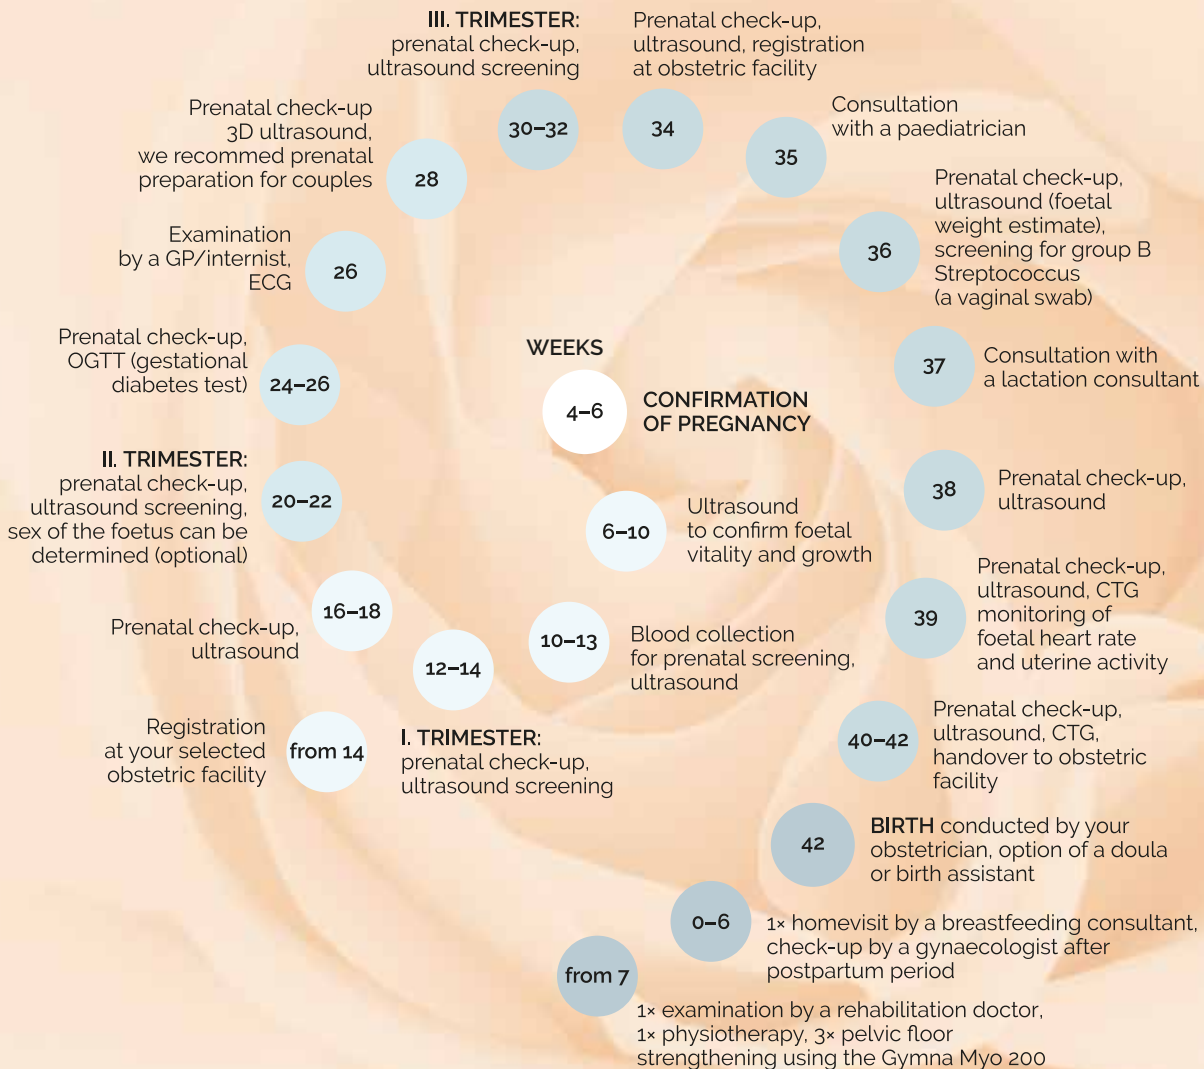 WEEKS
4–6
CONFIRMATION
OF PREGNANCY
6–10
Ultrasound
to confirm foetal
vitality and growth
10–13
Blood collection
for prenatal screening,
ultrasound
12–14
I. TRIMESTER:
prenatal check-up,
ultrasound screening
from 14
Registration
at your selected
obstetric facility
16–18
Prenatal check-up,
ultrasound
20–22
II. TRIMESTER:
prenatal check-up,
ultrasound screening,
sex of the foetus can be
determined (optional)
24–26
Prenatal check-up,
OGTT (gestational
diabetes test)
26
Examination
by a GP/internist,
ECG
28
Prenatal check-up
3D ultrasound,
we recommed prenatal
preparation for couples
30–32
III. TRIMESTER:
prenatal check-up,
ultrasound screening
34
Prenatal check-up,
ultrasound, registration
at obstetric facility
35
Consultation
with a paediatrician
36
Prenatal check-up,
ultrasound (foetal
weight estimate),
screening for group B
Streptococcus
(a vaginal swab)
37
Consultation with
a lactation consultant
38
Prenatal check-up,
ultrasound
39
Prenatal check-up,
ultrasound, CTG
monitoring of
foetal heart rate
and uterine activity
40–42
Prenatal check-up,
ultrasound, CTG,
handover to obstetric
facility
42
BIRTH conducted by your
obstetrician, option of a doula
or birth assistant
0–6
1× homevisit by a breastfeeding consultant,
check-up by a gynaecologist after
postpartum period
from 7
1× examination by a rehabilitation doctor,
1× physiotherapy, 3× pelvic floor
strengthening using the Gymna Myo 200